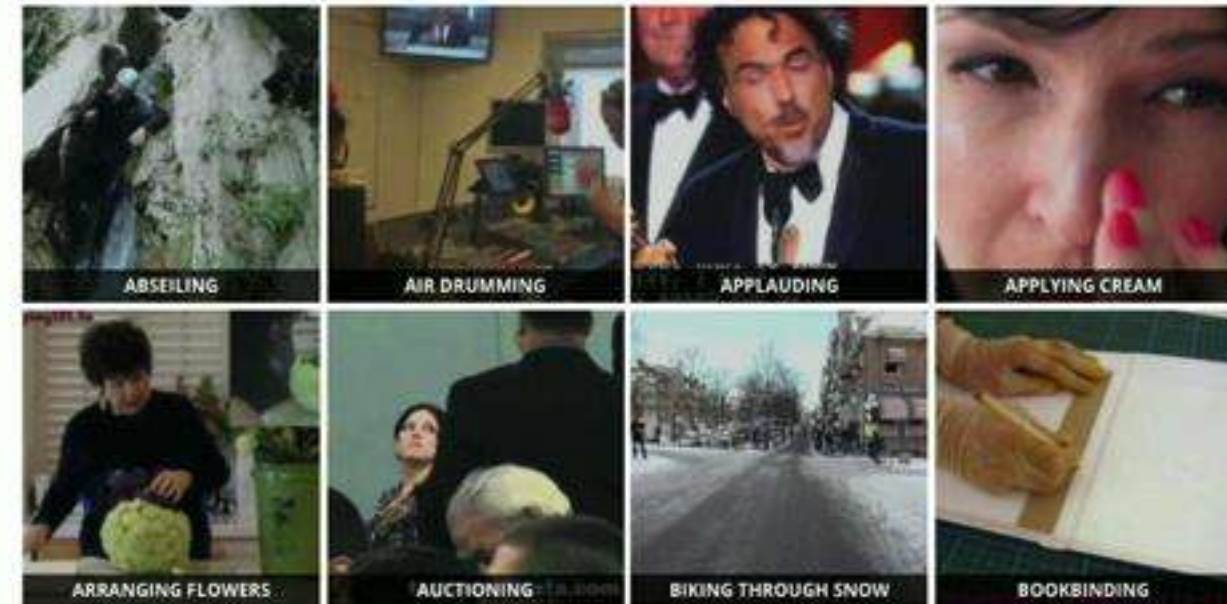 ABSEILING
AIR DRUMMING
APPLAUDING
APPLYING CREAM
ARRANGING FLOWERS
AUCTIONING
BIKING THROUGH SNOW
BOOKBINDING